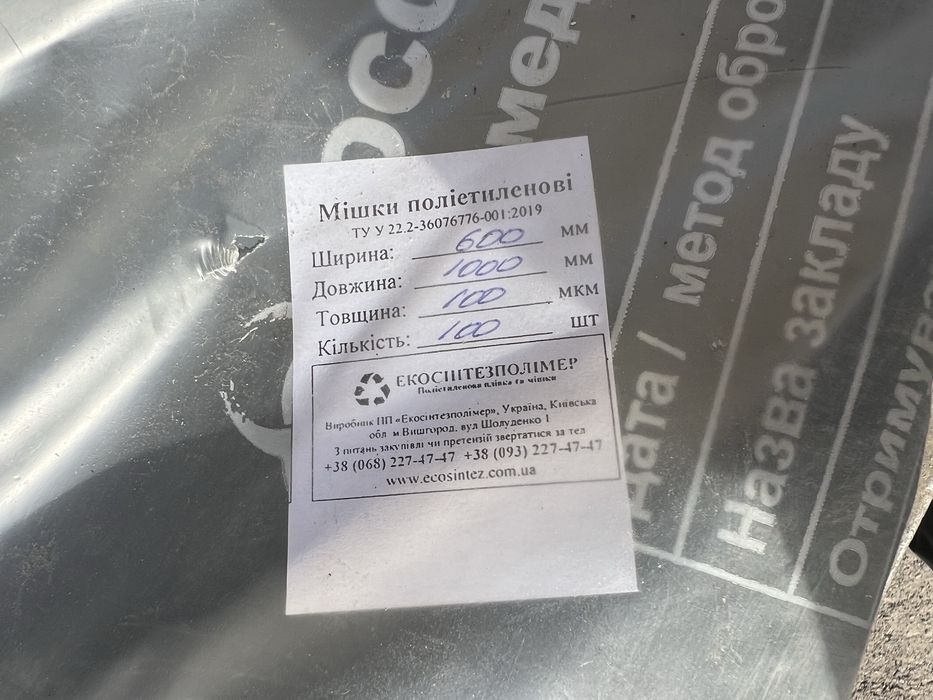 Мішки поліетиленові
ТУ У 22.2-36076776-001:2019
Ширина: 600 мм
Довжина: 1000 мм
Товщина: 100 мкм
Кількість: 100 шт
ЕКОСІНТЕЗПОЛІМЕР
Поліетиленова плівка та мішки
Виробник ПП «Екосінтезполімер», Україна, Київська
обл м.Вишгород, вул Шолуденко 1
З питань закупівлі чи претензій звертатися за тел
+38 (068) 227-47-47 +38 (093) 227-47-47
www.ecosintez.com.ua
дата / метод обро
Назва закладу
Отримува